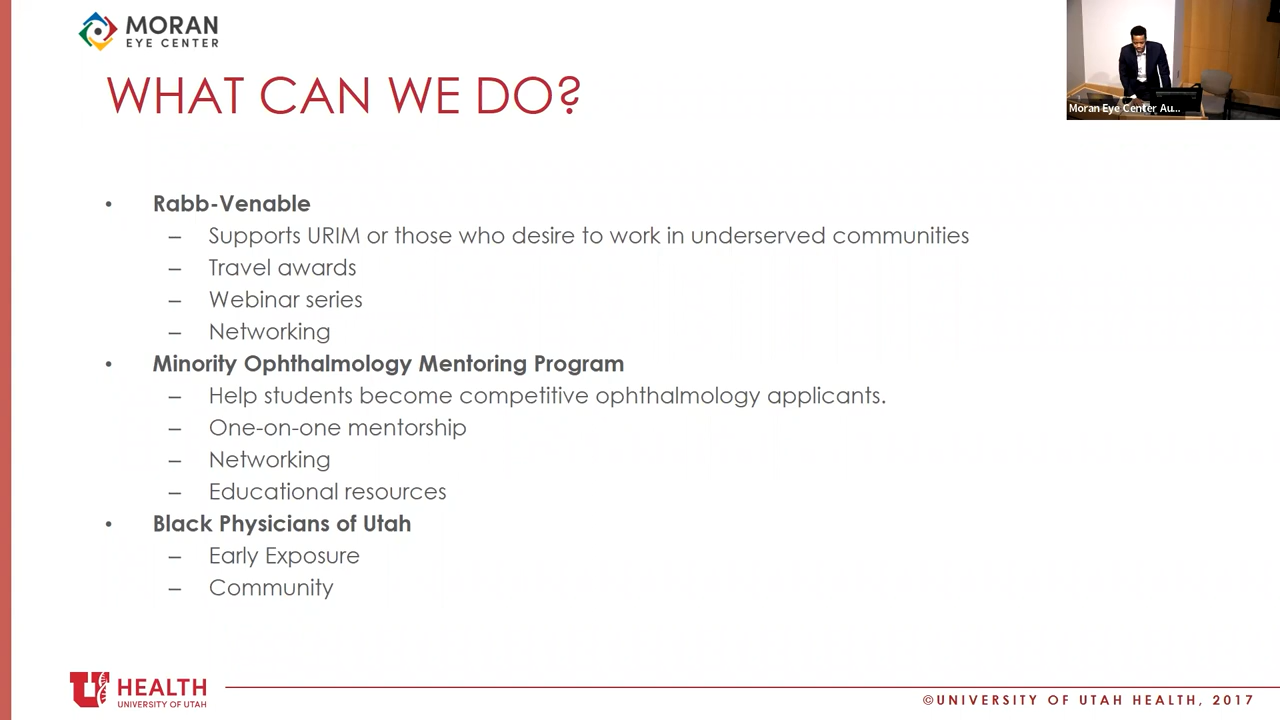 MORAN
EYE CENTER
WHAT CAN WE DO?
Moran Eye Center Au...
• Rabb-Venable
– Supports URIM or those who desire to work in underserved communities
– Travel awards
– Webinar series
– Networking
• Minority Ophthalmology Mentoring Program
– Help students become competitive ophthalmology applicants.
– One-on-one mentorship
– Networking
– Educational resources
• Black Physicians of Utah
– Early Exposure
– Community
U HEALTH
UNIVERSITY OF UTAH
©UNIVERSITY OF UTAH HEALTH, 2017